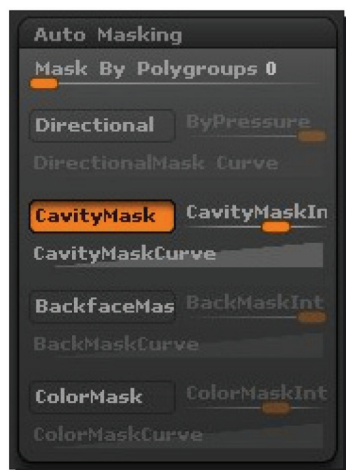 Auto Masking
Mask By Polygroups 0
Directional ByPressure
DirectionalMask Curve
CavityMask CavityMaskIn
CavityMaskCurve
BackfaceMas BackMaskInt
BackMaskCurve
ColorMask ColorMaskInt
ColorMaskCurve